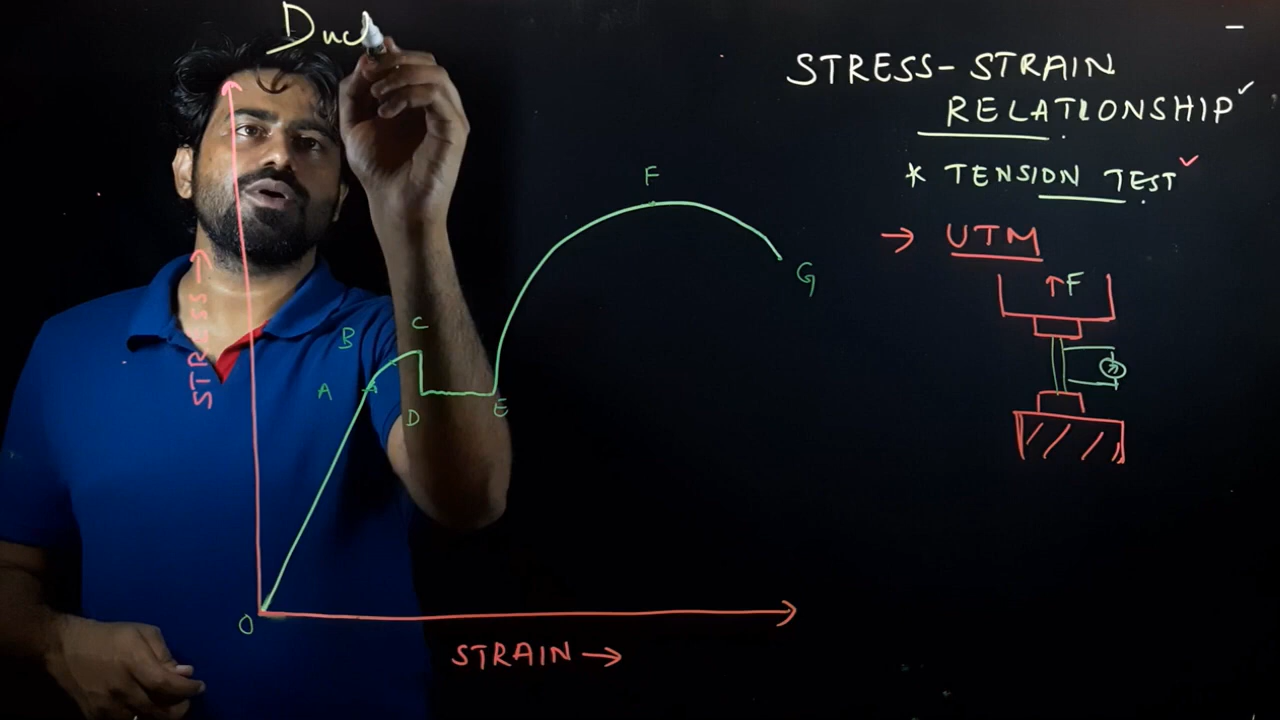 Duc
STRESS-STRAIN
RELATIONSHIP
* TENSION TEST
→ UTM
↑F
F
G
STRESS →
B
C
A
D
E
O
STRAIN →